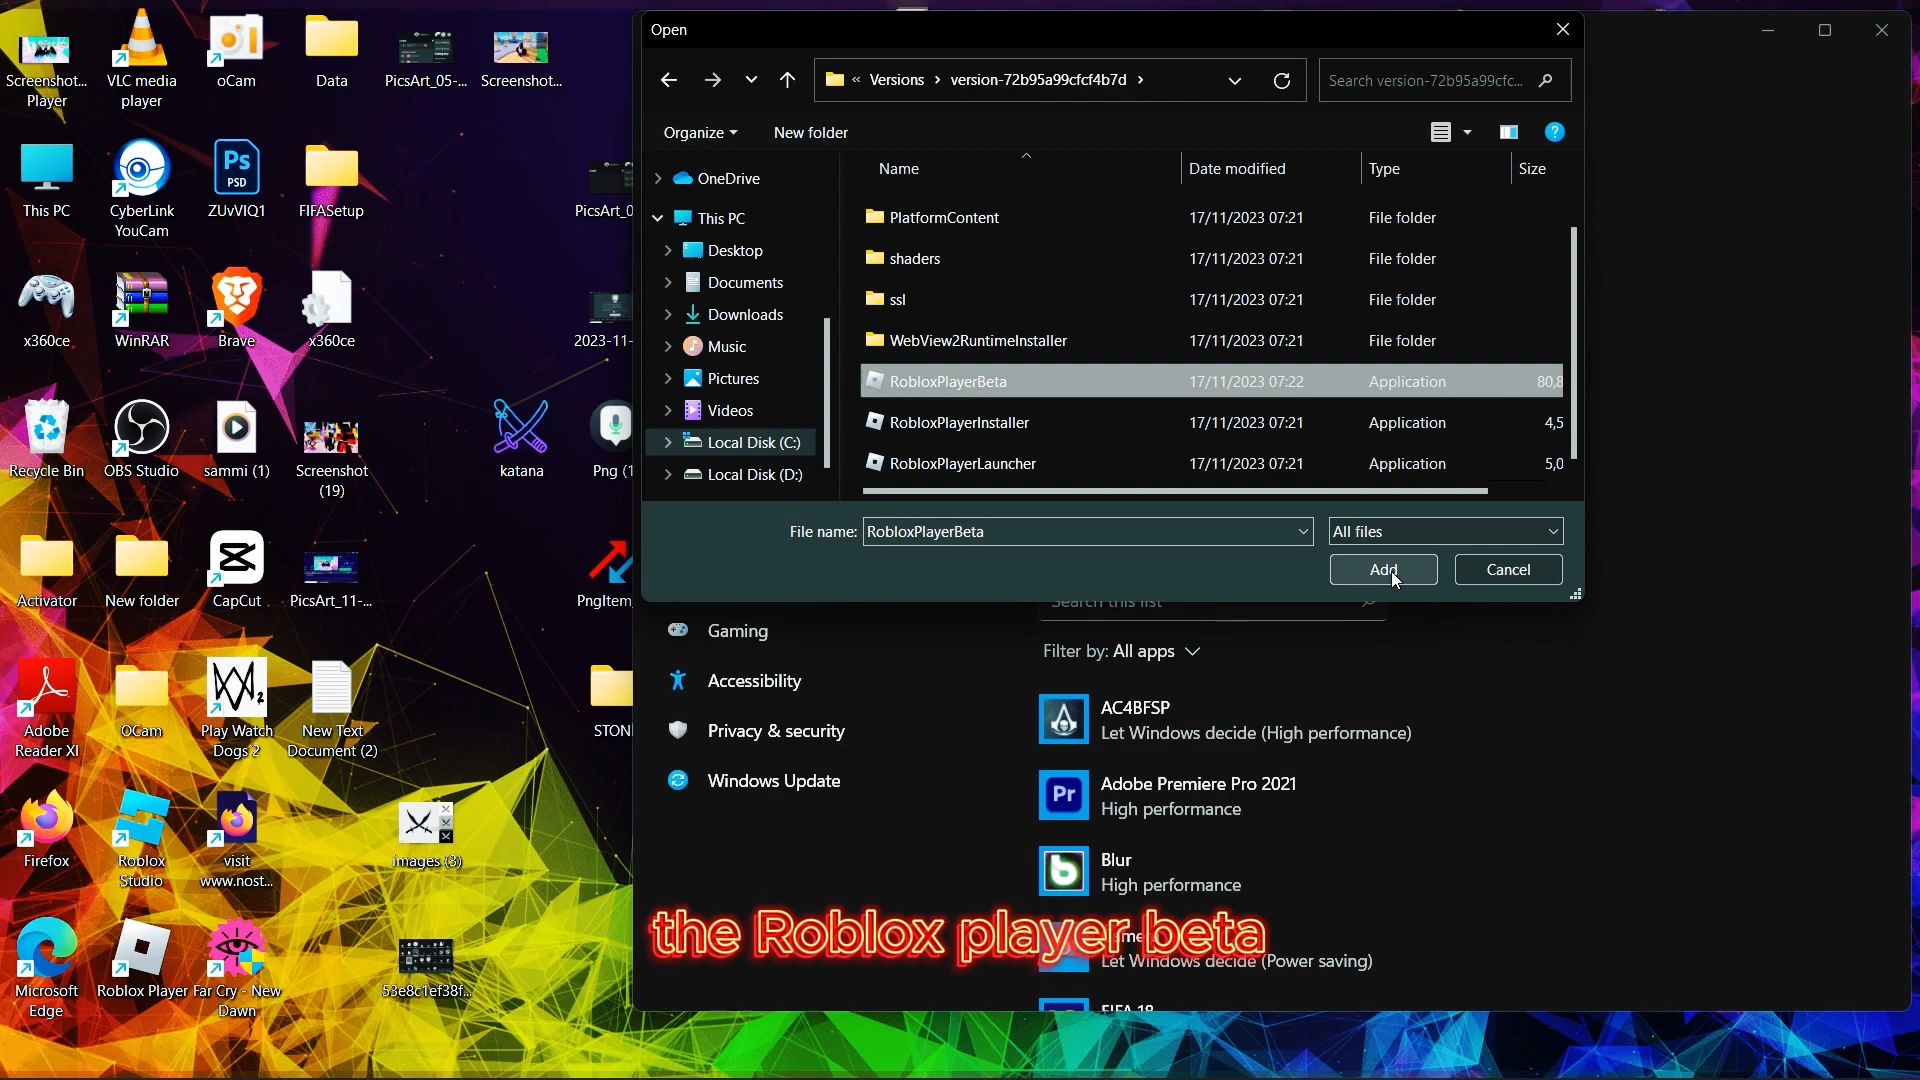 Screenshot...
Player
VLC media
player
oCam
Data
PicsArt_05-...
Screenshot...
This PC
CyberLink
YouCam
ZUvVIQ1
FIFASetup
PicsArt_0
x360ce
WinRAR
Brave
x360ce
2023-11-
Recycle Bin
OBS Studio
sammi (1)
Screenshot
(19)
katana
Png (1
Activator
New folder
CapCut
PicsArt_11-...
PngItem_
Adobe
Reader XI
OCam
Play Watch
Dogs 2
New Text
Document (2)
STONI
Firefox
Roblox
Studio
visit
www.nost...
images (3)
Microsoft
Edge
Roblox Player
Far Cry - New
Dawn
53e8c1ef38f...
Open
« Versions › version-72b95a99cfcf4b7d ›
Search version-72b95a99cfc...
Organize
New folder
Name
Date modified
Type
Size
OneDrive
This PC
Desktop
Documents
Downloads
Music
Pictures
Videos
Local Disk (C:)
Local Disk (D:)
PlatformContent 17/11/2023 07:21 File folder
shaders 17/11/2023 07:21 File folder
ssl 17/11/2023 07:21 File folder
WebView2RuntimeInstaller 17/11/2023 07:21 File folder
RobloxPlayerBeta 17/11/2023 07:22 Application 80,8
RobloxPlayerInstaller 17/11/2023 07:21 Application 4,5
RobloxPlayerLauncher 17/11/2023 07:21 Application 5,0
File name: RobloxPlayerBeta
All files
Add
Cancel
Search this list
Gaming
Accessibility
Privacy & security
Windows Update
Filter by: All apps
AC4BFSP
Let Windows decide (High performance)
Adobe Premiere Pro 2021
High performance
Blur
High performance
the Roblox player beta
Let Windows decide (Power saving)
FIFA 18